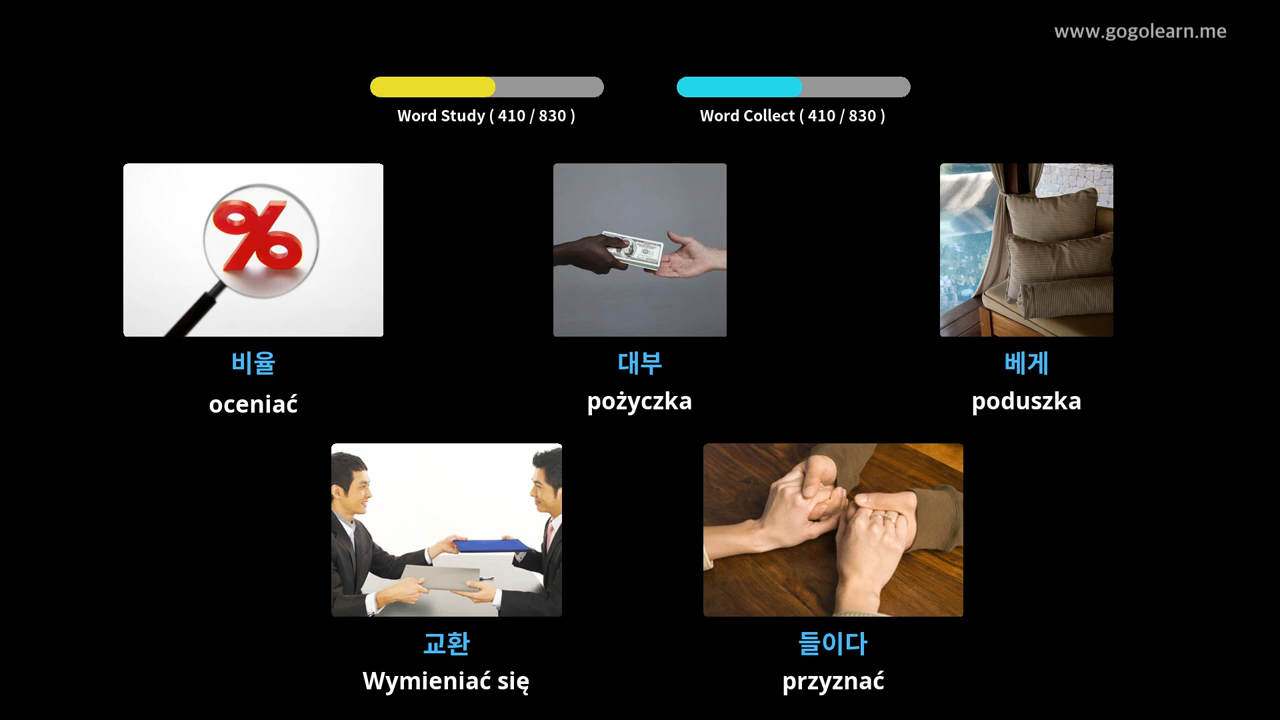 www.gogolearn.me
Word Study ( 410 / 830 )
Word Collect ( 410 / 830 )
비율
대부
베게
oceniać
pożyczka
poduszka
교환
들이다
Wymieniać się
przyznać